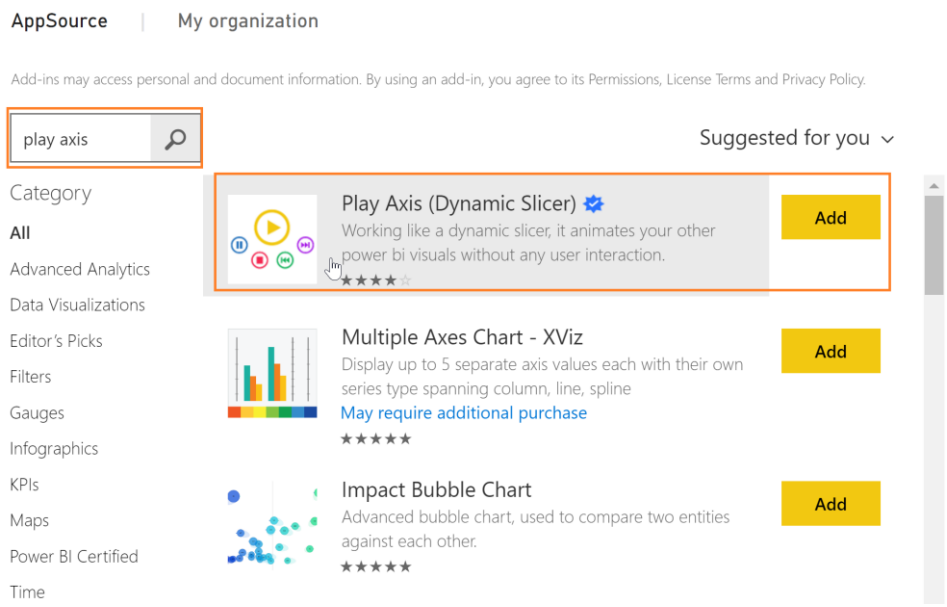 AppSource | My organization
Add-ins may access personal and document information. By using an add-in, you agree to its Permissions, License Terms and Privacy Policy.
play axis
Suggested for you
Category
All
Advanced Analytics
Data Visualizations
Editor's Picks
Filters
Gauges
Infographics
KPIs
Maps
Power BI Certified
Time
Play Axis (Dynamic Slicer)
Working like a dynamic slicer, it animates your other
power bi visuals without any user interaction.
Add
Multiple Axes Chart - XViz
Display up to 5 separate axis values each with their own
series type spanning column, line, spline
May require additional purchase
Add
Impact Bubble Chart
Advanced bubble chart, used to compare two entities
against each other.
Add